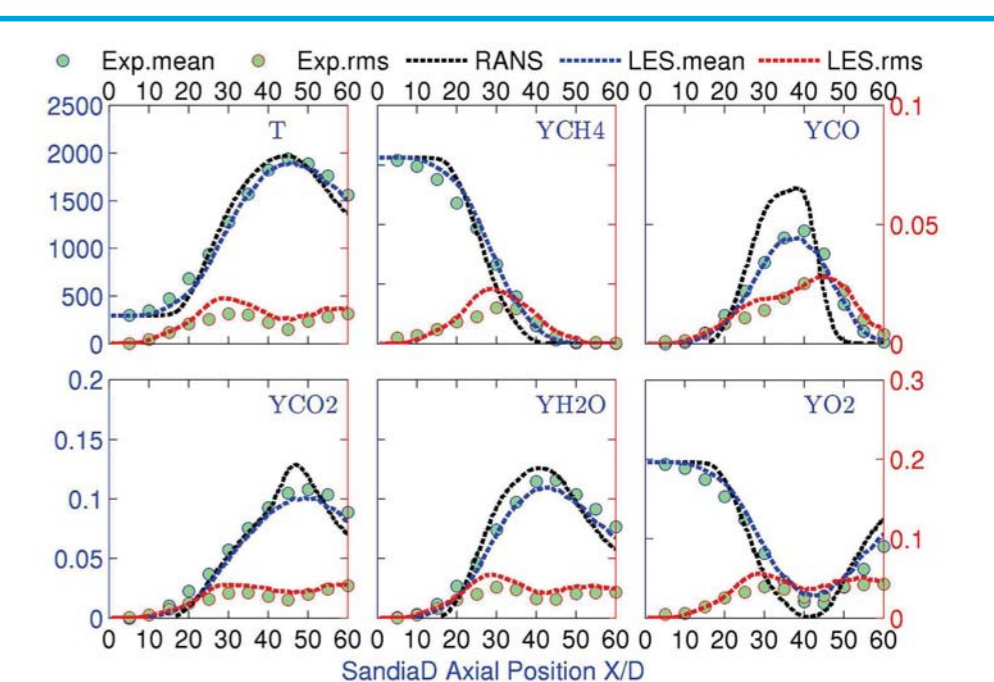 Exp.mean Exp.rms RANS LES.mean LES.rms
0 10 20 30 40 50 60 0 10 20 30 40 50 60 0 10 20 30 40 50 60
2500 T YCH4 YCO 0.1
2000
1500
1000 0.05
500
0 0
0.2 YCO2 YH2O YO2 0.3
0.15 0.2
0.1
0.05 0.1
0 0
0 10 20 30 40 50 60 0 10 20 30 40 50 60 0 10 20 30 40 50 60
SandiaD Axial Position X/D